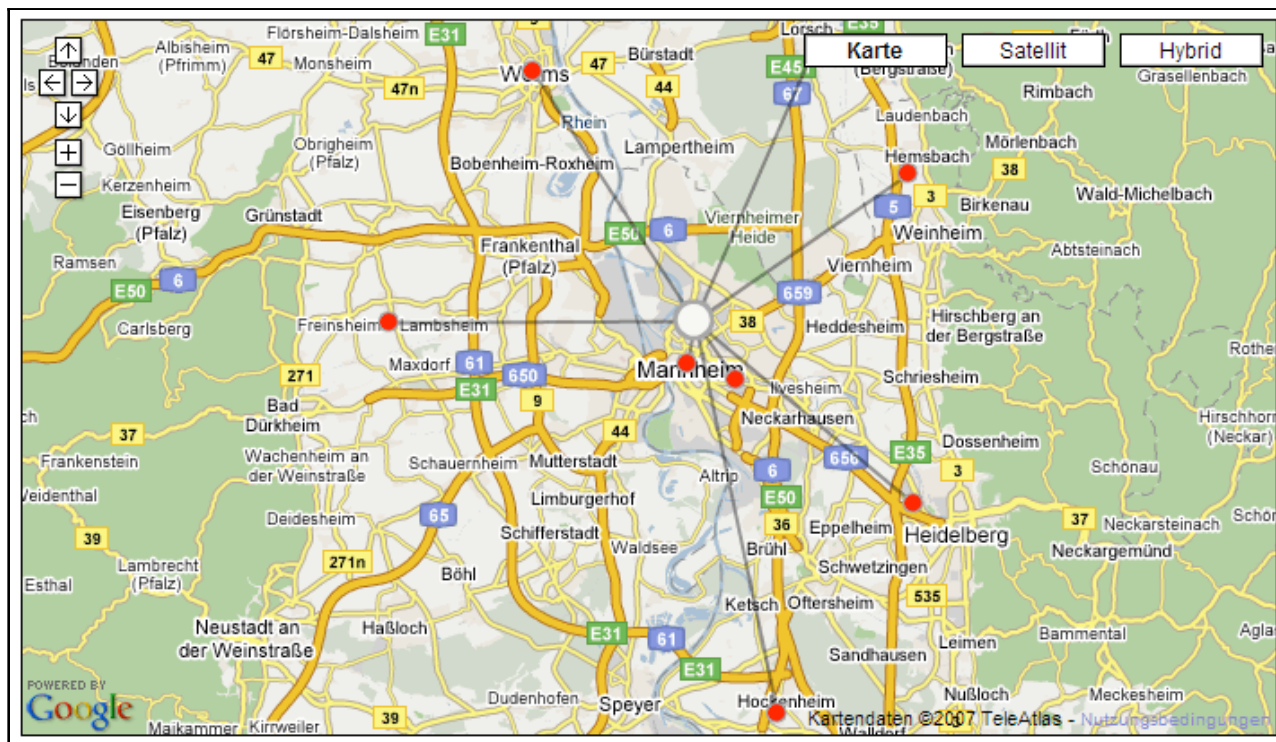 Flörsheim-Dalsheim
E31
Lorsch
E35
Karte
Satellit
Hybrid
Albisheim
(Pfrimm)
47
Monsheim
Worms
47
Bürstadt
E451
(Bergstraße)
Grasellenbach
47n
44
67
Rimbach
Rhein
Laudenbach
Göllheim
Obrigheim
(Pfalz)
Lampertheim
Mörlenbach
Bobenheim-Roxheim
Hemsbach
38
Kerzenheim
3
Wald-Michelbach
Eisenberg
(Pfalz)
Grünstadt
5
Birkenau
E50
6
Viernheimer
Heide
Weinheim
Abtsteinach
Frankenthal
(Pfalz)
Ramsen
Viernheim
6
E50
659
Carlsberg
Freinsheim
Lambsheim
38
Heddesheim
Hirschberg an
der Bergstraße
Maxdorf
61
650
Mannheim
271
E31
Ilvesheim
Schriesheim
9
Bad
Dürkheim
Neckarhausen
Hirschhorn
(Neckar)
37
44
Dossenheim
Frankenstein
Wachenheim an
der Weinstraße
Schauernheim
Mutterstadt
656
E35
3
Schönau
Altrip
6
Limburgerhof
E50
65
Deidesheim
Schifferstadt
36
Eppelheim
37
Neckarsteinach
Heidelberg
39
Waldsee
Brühl
Neckargemünd
271n
Lambrecht
(Pfalz)
Schwetzingen
Esthal
Böhl
535
Ketsch
Oftersheim
Neustadt an
der Weinstraße
Haßloch
E31
61
Leimen
Bammental
Sandhausen
E31
POWERED BY
Google
Dudenhofen
Speyer
Hockenheim
Nußloch
Meckesheim
Maikammer
Kirrweiler
39
Kartendaten ©2007 TeleAtlas - Nutzungsbedingungen
Walldorf